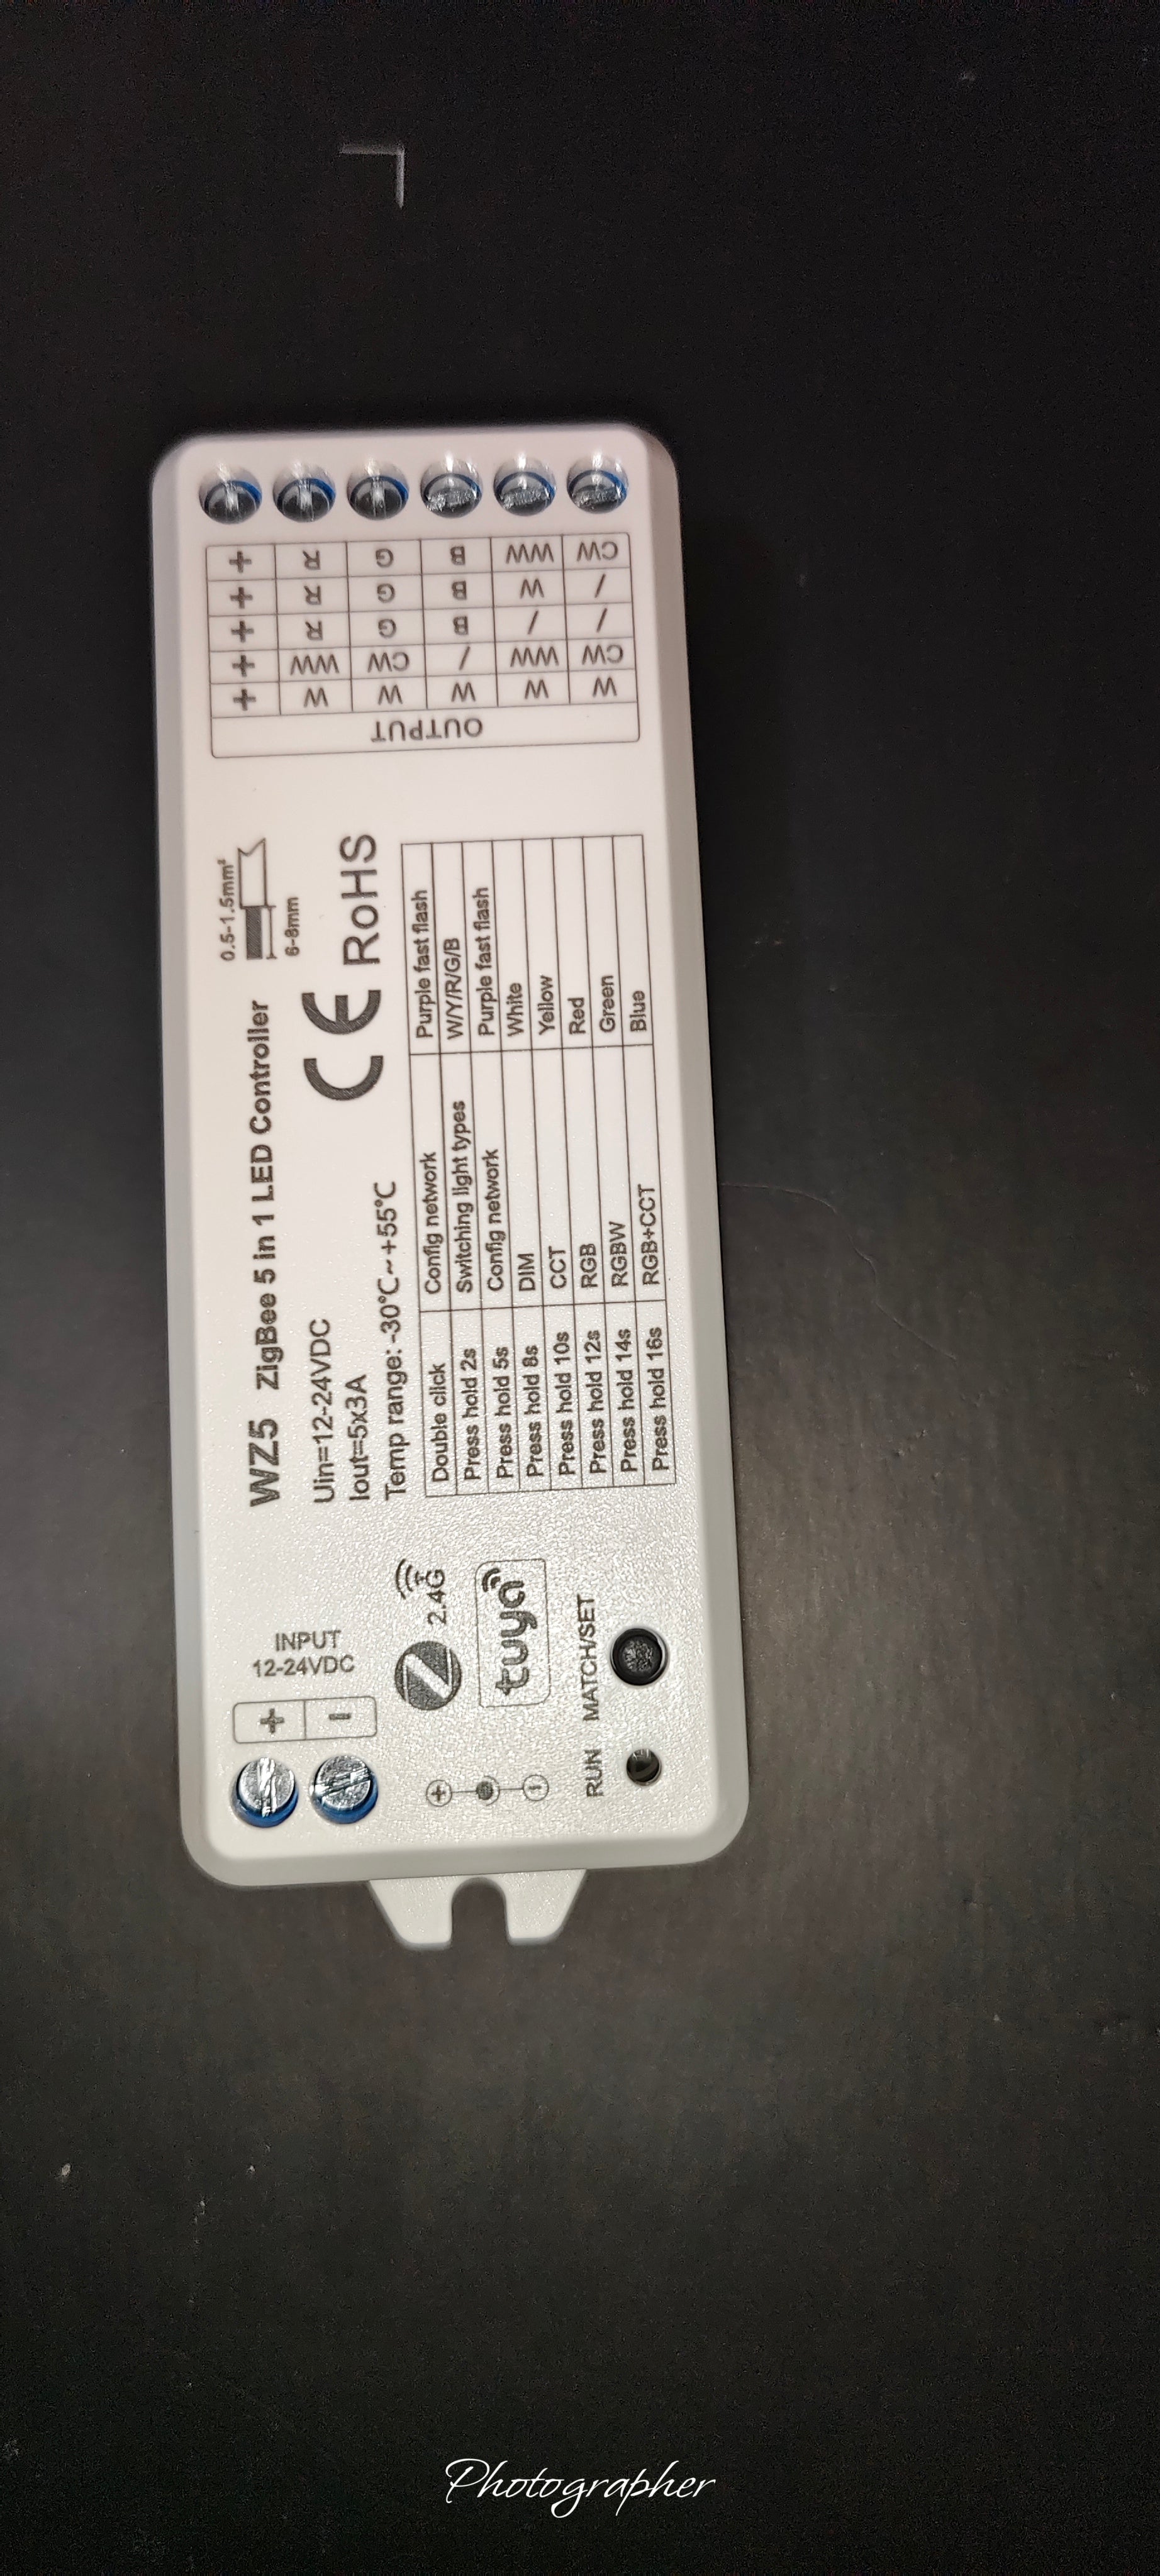 WZ5 ZigBee 5 in 1 LED Controller
Uin=12-24VDC
Iout=5x3A
Temp range: -30℃~+55℃
CE RoHS
0.5-1.5mm²
6-8mm
Double click Config network Purple fast flash
Press hold 2s Switching light types W/Y/R/G/B
Press hold 5s Config network Purple fast flash
Press hold 8s DIM White
Press hold 10s CCT Yellow
Press hold 12s RGB Red
Press hold 14s RGBW Green
Press hold 16s RGB+CCT Blue
INPUT
12-24VDC
+ −
2.4G
tuya
+ −
RUN MATCH/SET
OUTPUT
W W W W W +
CW WW / CW WW +
/ / B G R +
/ W B G R +
CW WW B G R +
Photographer